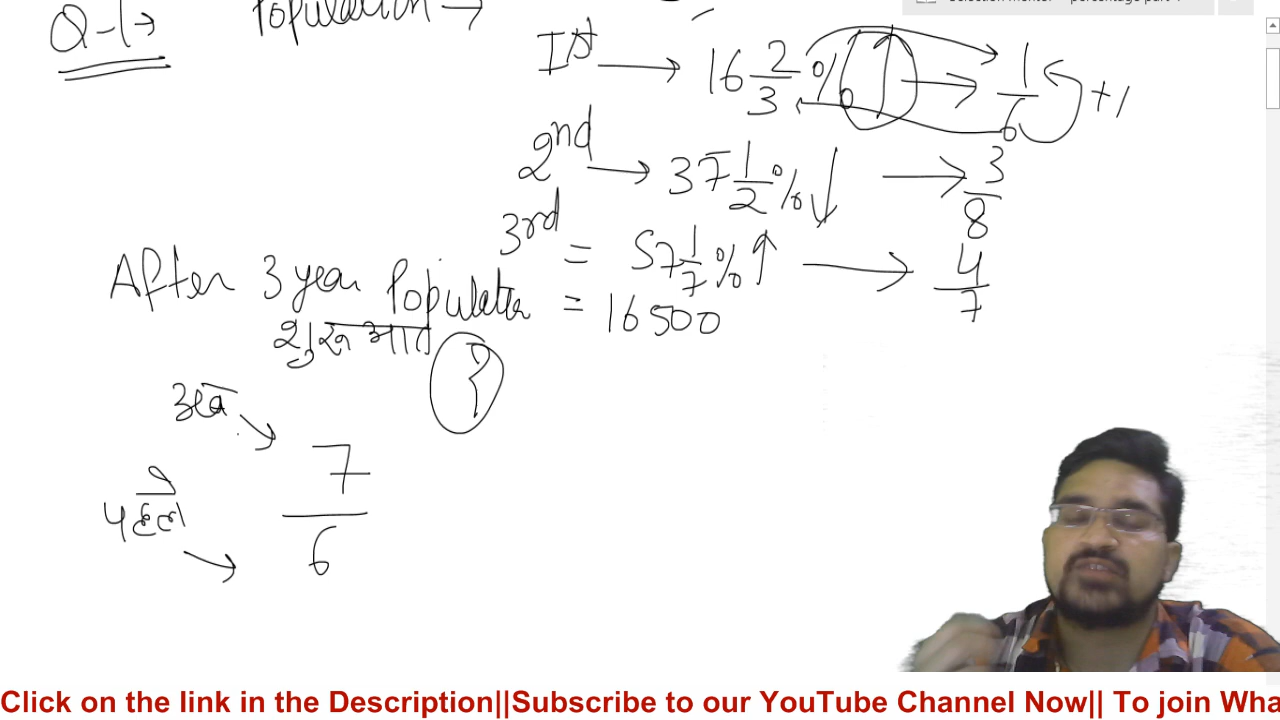 Q-1→ Population →
Ist → 16 2/3 % ↑ → 1/6 +1
2nd → 37 1/2 % ↓ → 3/8
3rd = 57 1/7 % ↑ → 4/7
After 3 year Population = 16500
शुरुआत ?
अब → 7
पहले → 6
Click on the link in the Description||Subscribe to our YouTube Channel Now|| To join Wha